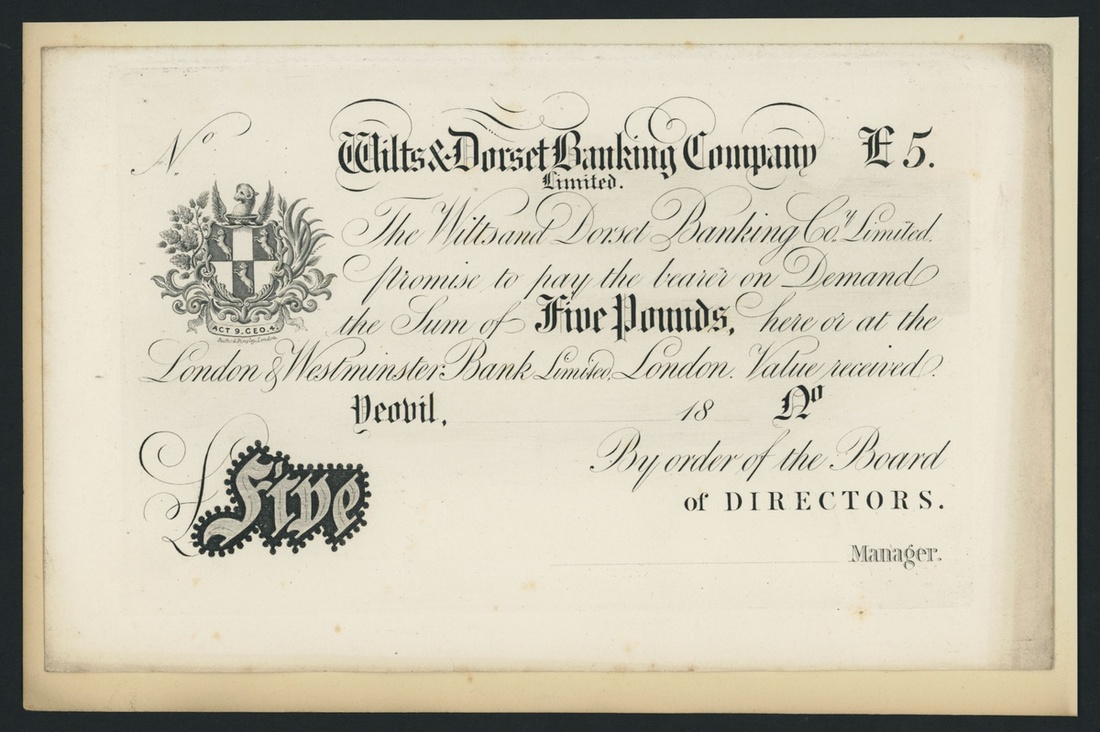 No
Wilts & Dorset Banking Company £5.
Limited.
The Wilts and Dorset Banking Coy. Limited.
promise to pay the bearer on Demand
the Sum of Five Pounds, here or at the
ACT 9. GEO. 4.
London & Westminster Bank Limited, London. Value received.
Yeovil, 18 No
By order of the Board
£Five
of DIRECTORS.
Manager.